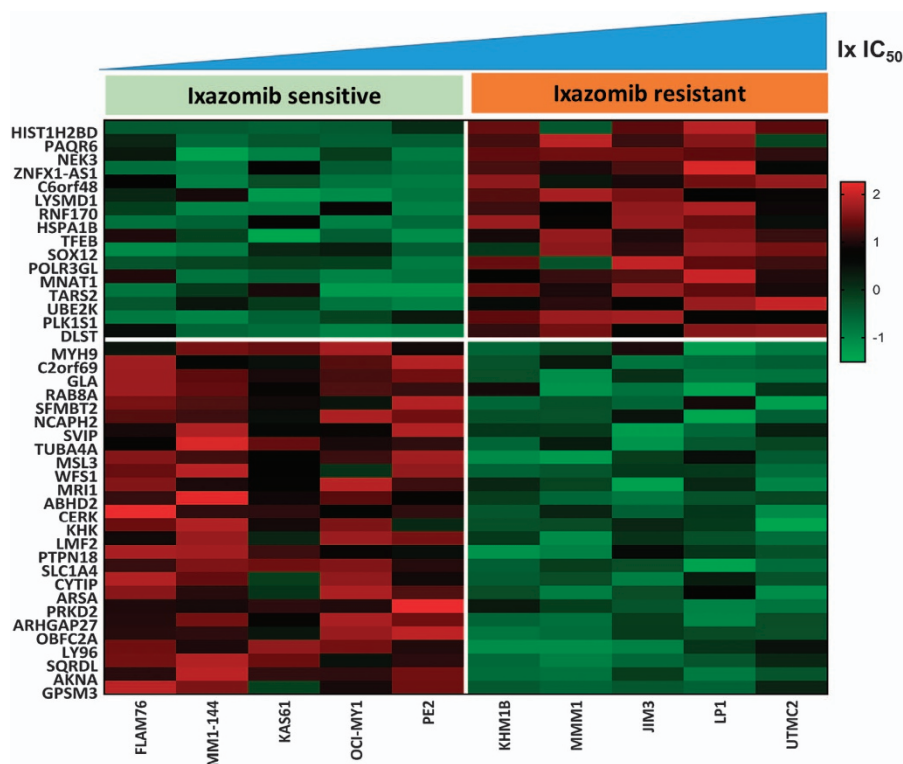 Ix IC50
Ixazomib sensitive
Ixazomib resistant
HIST1H2BD
PAQR6
NEK3
ZNFX1-AS1
C6orf48
LYSMD1
RNF170
HSPA1B
TFEB
SOX12
POLR3GL
MNAT1
TARS2
UBE2K
PLK1S1
DLST
MYH9
C2orf69
GLA
RAB8A
SFMBT2
NCAPH2
SVIP
TUBA4A
MSL3
WFS1
MRI1
ABHD2
CERK
KHK
LMF2
PTPN18
SLC1A4
CYTIP
ARSA
PRKD2
ARHGAP27
OBFC2A
LY96
SQRDL
AKNA
GPSM3
2
1
0
-1
FLAM76
MM1-144
KAS61
OCI-MY1
PE2
KHM1B
MMM1
JIM3
LP1
UTMC2